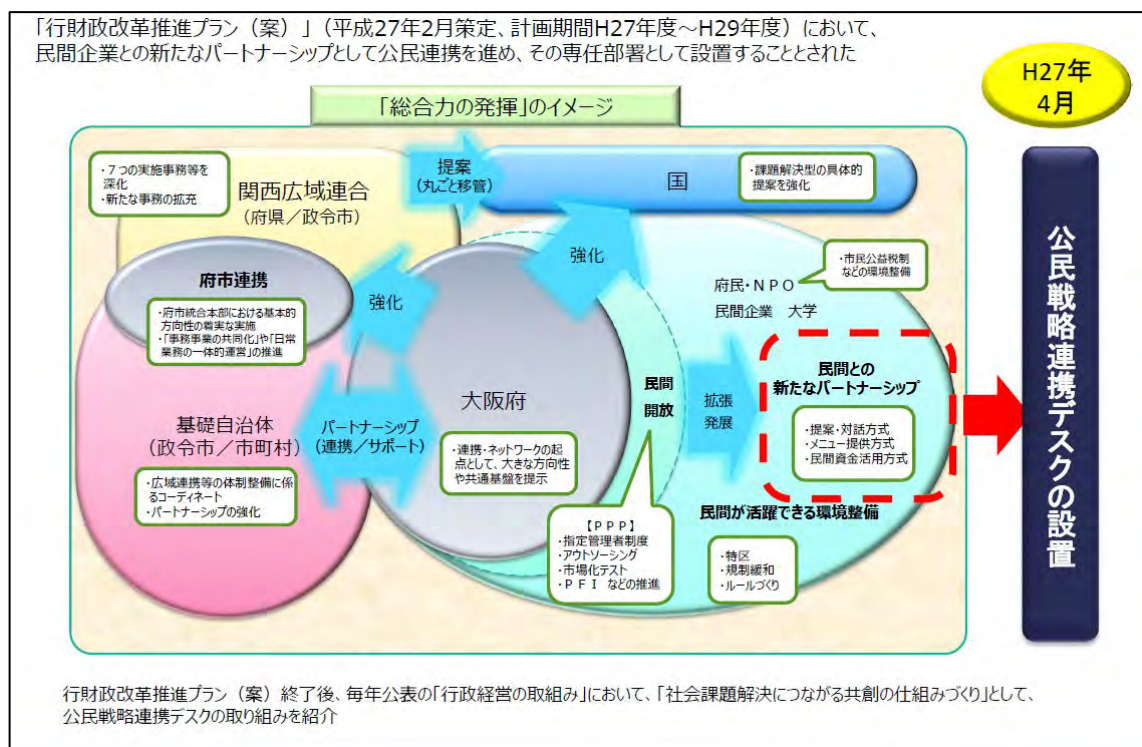 「行財政改革推進プラン（案）」（平成27年2月策定、計画期間H27年度～H29年度）において、
民間企業との新たなパートナーシップとして公民連携を進め、その専任部署として設置することとされた
H27年
4月
「総合力の発揮」のイメージ
・７つの実施事務等を
深化
・新たな事務の拡充
関西広域連合
（府県／政令市）
提案
（丸ごと移管）
国
・課題解決型の具体的
提案を強化
府市連携
・府市統合本部における基本的
方向性の着実な実施
・「事務事業の共同化」や「日常
業務の一体的運営」の推進
強化
強化
府民・ＮＰＯ
民間企業　大学
・市民公益税制
などの環境整備
基礎自治体
（政令市／市町村）
・広域連携等の体制整備に係
るコーディネート
・パートナーシップの強化
パートナーシップ
（連携／サポート）
大阪府
・連携・ネットワークの起
点として、大きな方向性
や共通基盤を提示
民間
開放
拡張
発展
民間との
新たなパートナーシップ
・提案・対話方式
・メニュー提供方式
・民間資金活用方式
民間が活躍できる環境整備
【ＰＰＰ】
・指定管理者制度
・アウトソーシング
・市場化テスト
・ＰＦＩ などの推進
・特区
・規制緩和
・ルールづくり
公民戦略連携デスクの設置
行財政改革推進プラン（案）終了後、毎年公表の「行政経営の取組み」において、「社会課題解決につながる共創の仕組みづくり」として、
公民戦略連携デスクの取り組みを紹介